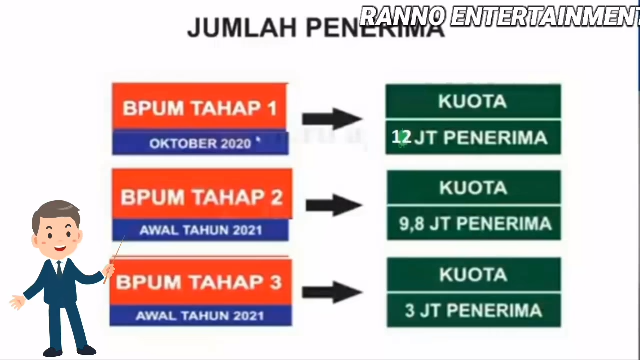 RANNO ENTERTAINMENT
JUMLAH PENERIMA
BPUM TAHAP 1
OKTOBER 2020
KUOTA
12 JT PENERIMA
BPUM TAHAP 2
AWAL TAHUN 2021
KUOTA
9,8 JT PENERIMA
BPUM TAHAP 3
AWAL TAHUN 2021
KUOTA
3 JT PENERIMA